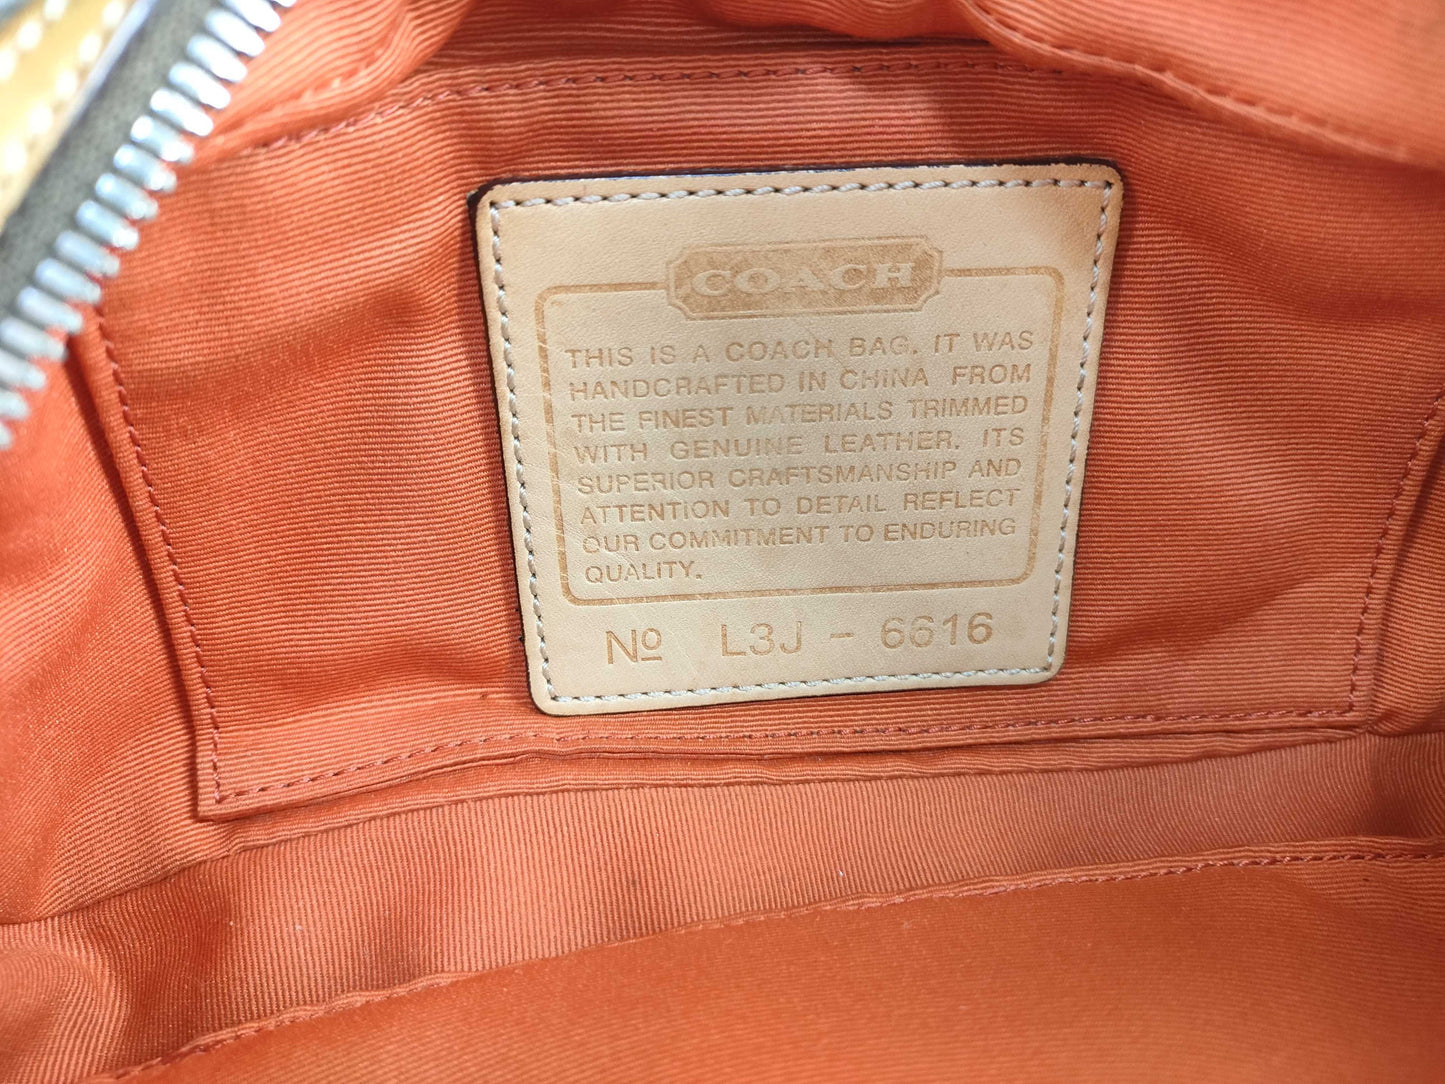 COACH
THIS IS A COACH BAG. IT WAS
HANDCRAFTED IN CHINA FROM
THE FINEST MATERIALS TRIMMED
WITH GENUINE LEATHER. ITS
SUPERIOR CRAFTSMANSHIP AND
ATTENTION TO DETAIL REFLECT
OUR COMMITMENT TO ENDURING
QUALITY.
Nº L3J - 6616